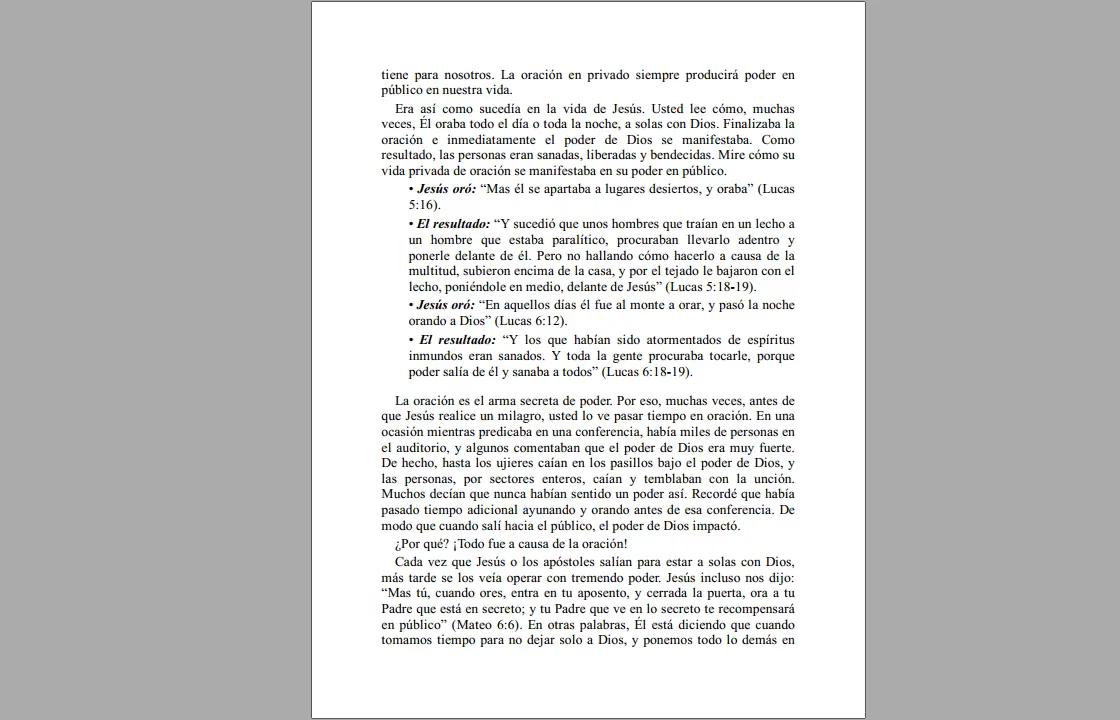 tiene para nosotros. La oración en privado siempre producirá poder en
público en nuestra vida.
Era así como sucedía en la vida de Jesús. Usted lee cómo, muchas
veces, Él oraba todo el día o toda la noche, a solas con Dios. Finalizaba la
oración e inmediatamente el poder de Dios se manifestaba. Como
resultado, las personas eran sanadas, liberadas y bendecidas. Mire cómo su
vida privada de oración se manifestaba en su poder en público.
• Jesús oró: “Mas él se apartaba a lugares desiertos, y oraba” (Lucas
5:16).
• El resultado: “Y sucedió que unos hombres que traían en un lecho a
un hombre que estaba paralítico, procuraban llevarlo adentro y
ponerle delante de él. Pero no hallando cómo hacerlo a causa de la
multitud, subieron encima de la casa, y por el tejado le bajaron con el
lecho, poniéndole en medio, delante de Jesús” (Lucas 5:18-19).
• Jesús oró: “En aquellos días él fue al monte a orar, y pasó la noche
orando a Dios” (Lucas 6:12).
• El resultado: “Y los que habían sido atormentados de espíritus
inmundos eran sanados. Y toda la gente procuraba tocarle, porque
poder salía de él y sanaba a todos” (Lucas 6:18-19).
La oración es el arma secreta de poder. Por eso, muchas veces, antes de
que Jesús realice un milagro, usted lo ve pasar tiempo en oración. En una
ocasión mientras predicaba en una conferencia, había miles de personas en
el auditorio, y algunos comentaban que el poder de Dios era muy fuerte.
De hecho, hasta los ujieres caían en los pasillos bajo el poder de Dios, y
las personas, por sectores enteros, caían y temblaban con la unción.
Muchos decían que nunca habían sentido un poder así. Recordé que había
pasado tiempo adicional ayunando y orando antes de esa conferencia. De
modo que cuando salí hacia el público, el poder de Dios impactó.
¿Por qué? ¡Todo fue a causa de la oración!
Cada vez que Jesús o los apóstoles salían para estar a solas con Dios,
más tarde se los veía operar con tremendo poder. Jesús incluso nos dijo:
“Mas tú, cuando ores, entra en tu aposento, y cerrada la puerta, ora a tu
Padre que está en secreto; y tu Padre que ve en lo secreto te recompensará
en público” (Mateo 6:6). En otras palabras, Él está diciendo que cuando
tomamos tiempo para no dejar solo a Dios, y ponemos todo lo demás en